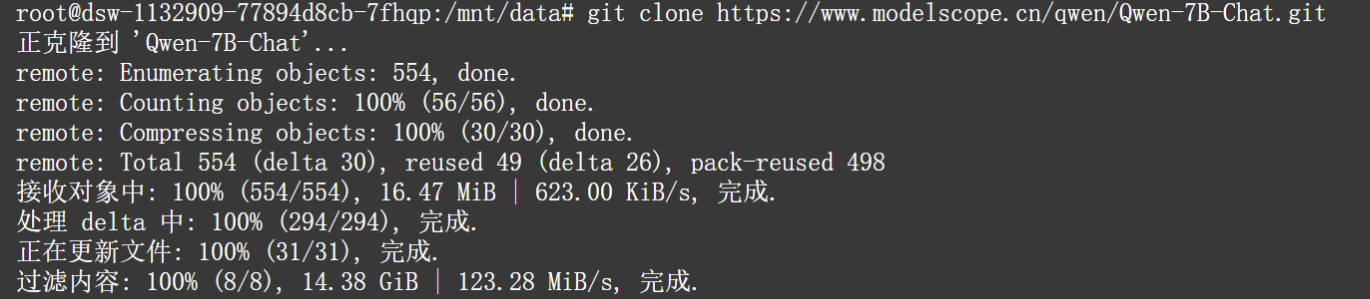 root@dsw-1132909-77894d8cb-7fhqp:/mnt/data# git clone https://www.modelscope.cn/qwen/Qwen-7B-Chat.git
正克隆到 'Qwen-7B-Chat'...
remote: Enumerating objects: 554, done.
remote: Counting objects: 100% (56/56), done.
remote: Compressing objects: 100% (30/30), done.
remote: Total 554 (delta 30), reused 49 (delta 26), pack-reused 498
接收对象中: 100% (554/554), 16.47 MiB | 623.00 KiB/s, 完成.
处理 delta 中: 100% (294/294), 完成.
正在更新文件: 100% (31/31), 完成.
过滤内容: 100% (8/8), 14.38 GiB | 123.28 MiB/s, 完成.